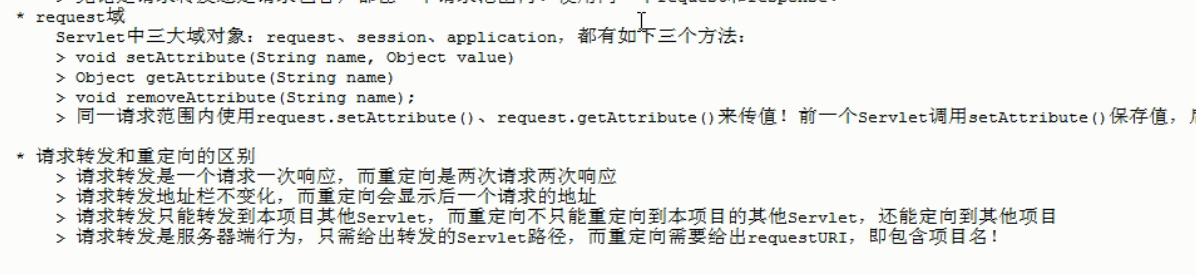 * request域
Servlet中三大域对象：request、session、application，都有如下三个方法：
> void setAttribute(String name, Object value)
> Object getAttribute(String name)
> void removeAttribute(String name);
> 同一请求范围内使用request.setAttribute()、request.getAttribute()来传值！前一个Servlet调用setAttribute()保存值，
* 请求转发和重定向的区别
> 请求转发是一个请求一次响应，而重定向是两次请求两次响应
> 请求转发地址栏不变化，而重定向会显示后一个请求的地址
> 请求转发只能转发到本项目其他Servlet，而重定向不只能重定向到本项目的其他Servlet，还能定向到其他项目
> 请求转发是服务器端行为，只需给出转发的Servlet路径，而重定向需要给出requestURI，即包含项目名！